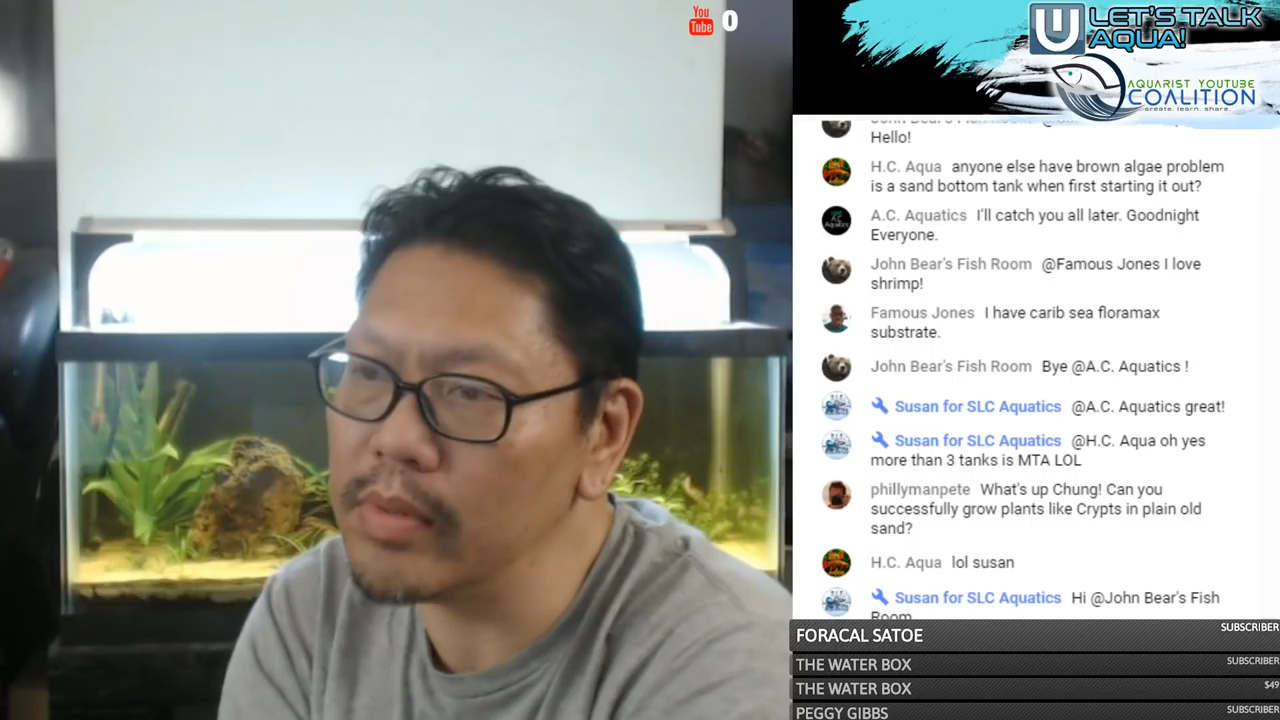 You
Tube 0
LET'S TALK
AQUA!
AQUARIST YOUTUBE
COALITION
create. learn. share.
Hello!
H.C. Aqua anyone else have brown algae problem
is a sand bottom tank when first starting it out?
A.C. Aquatics I'll catch you all later. Goodnight
Everyone.
John Bear's Fish Room @Famous Jones I love
shrimp!
Famous Jones I have carib sea floramax
substrate.
John Bear's Fish Room Bye @A.C. Aquatics !
Susan for SLC Aquatics @A.C. Aquatics great!
Susan for SLC Aquatics @H.C. Aqua oh yes
more than 3 tanks is MTA LOL
phillymanpete What's up Chung! Can you
successfully grow plants like Crypts in plain old
sand?
H.C. Aqua lol susan
Susan for SLC Aquatics Hi @John Bear's Fish
Room
FORACAL SATOE SUBSCRIBER
THE WATER BOX SUBSCRIBER
THE WATER BOX $49
PEGGY GIBBS SUBSCRIBER